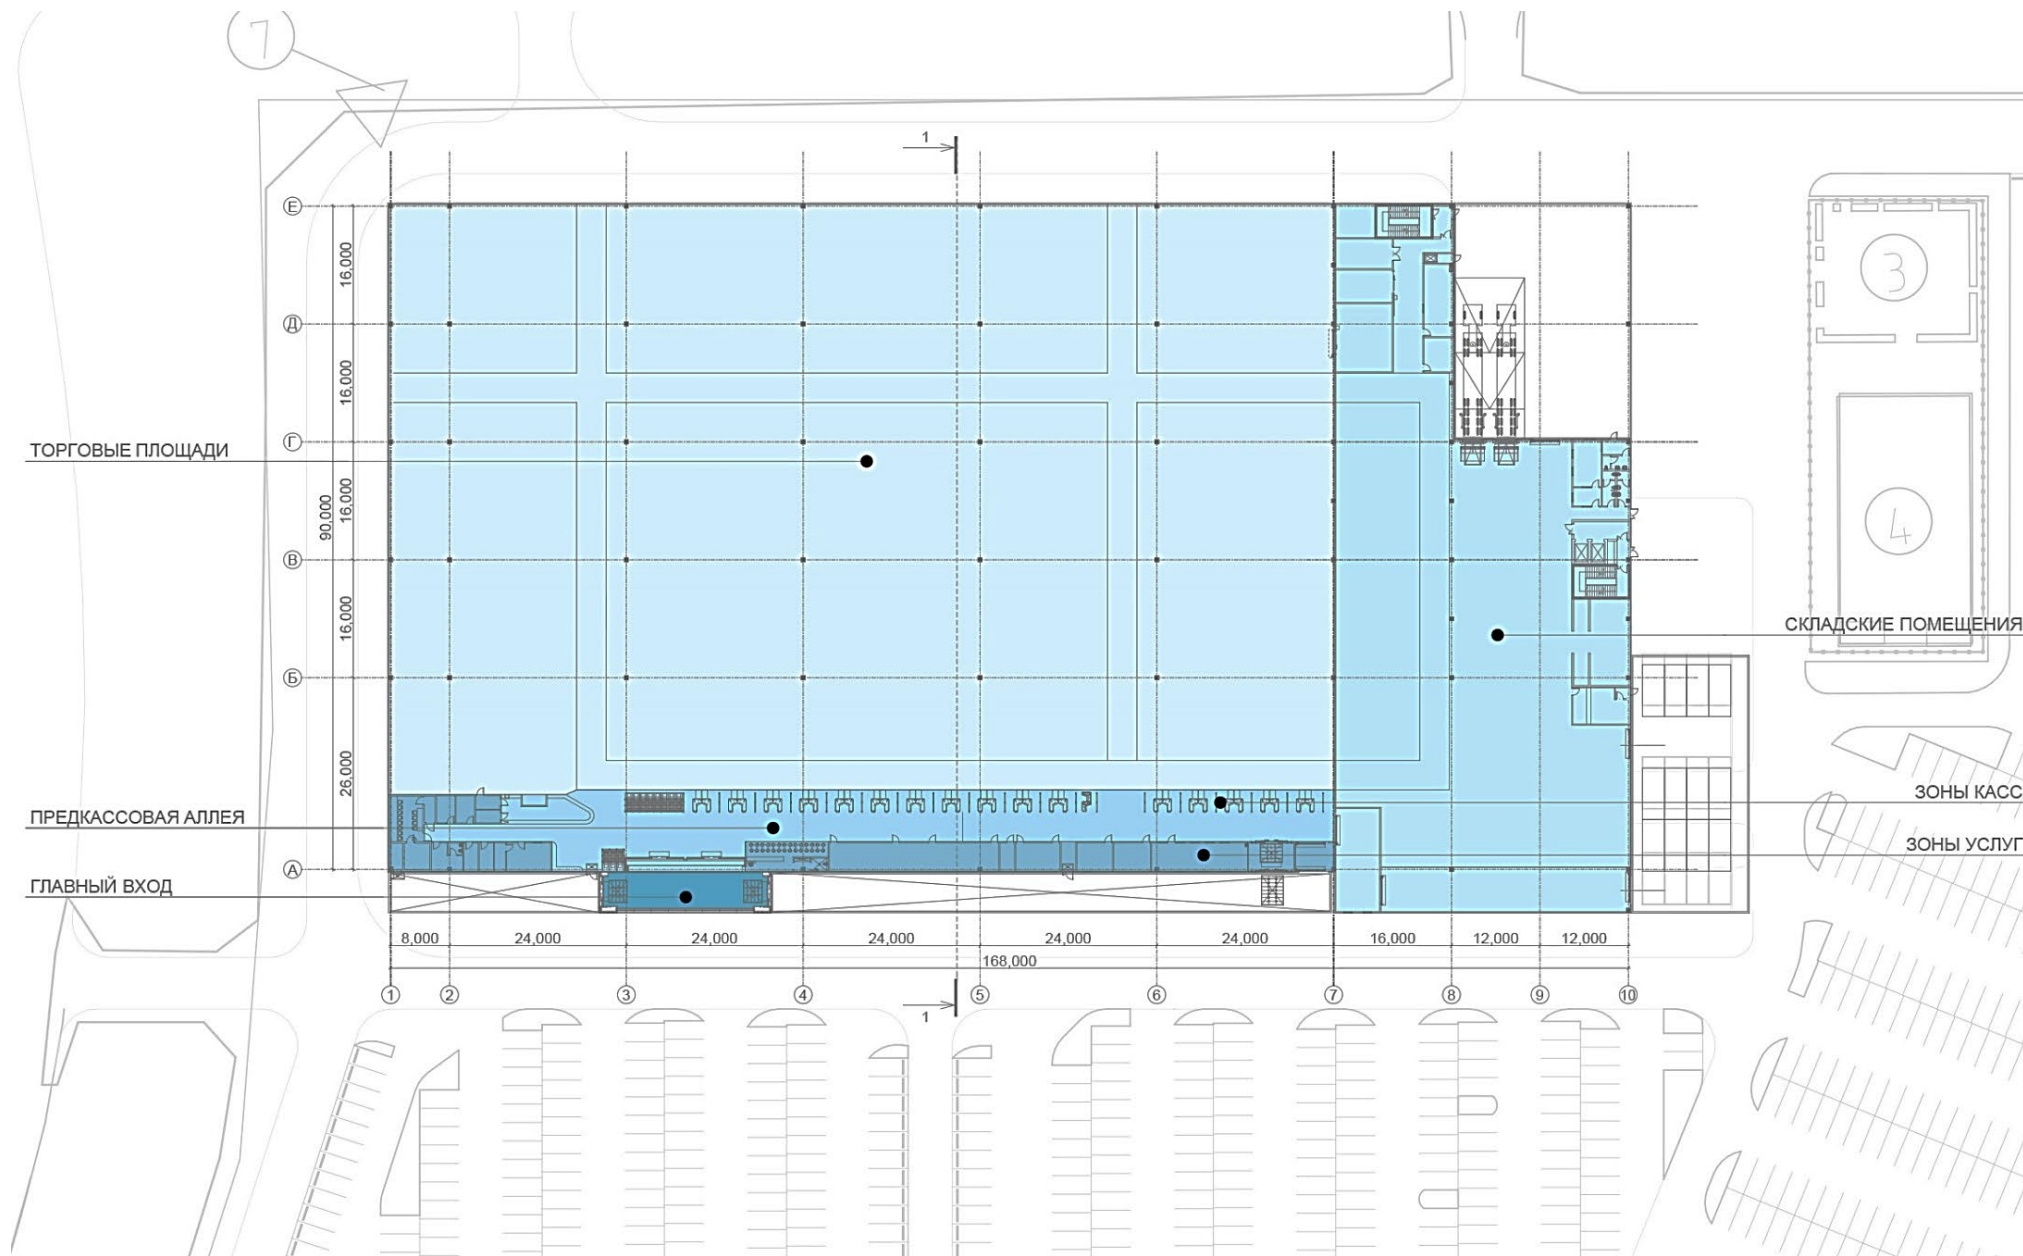 7
1
Е
16,000
3
Д
16,000
ТОРГОВЫЕ ПЛОЩАДИ
Г
90,000
16,000
4
В
16,000
СКЛАДСКИЕ ПОМЕЩЕНИЯ
Б
26,000
ЗОНЫ КАСС
ПРЕДКАССОВАЯ АЛЛЕЯ
ЗОНЫ УСЛУГ
А
ГЛАВНЫЙ ВХОД
8,000 24,000 24,000 24,000 24,000 24,000 16,000 12,000 12,000
168,000
1 2 3 4 5 6 7 8 9 10
1